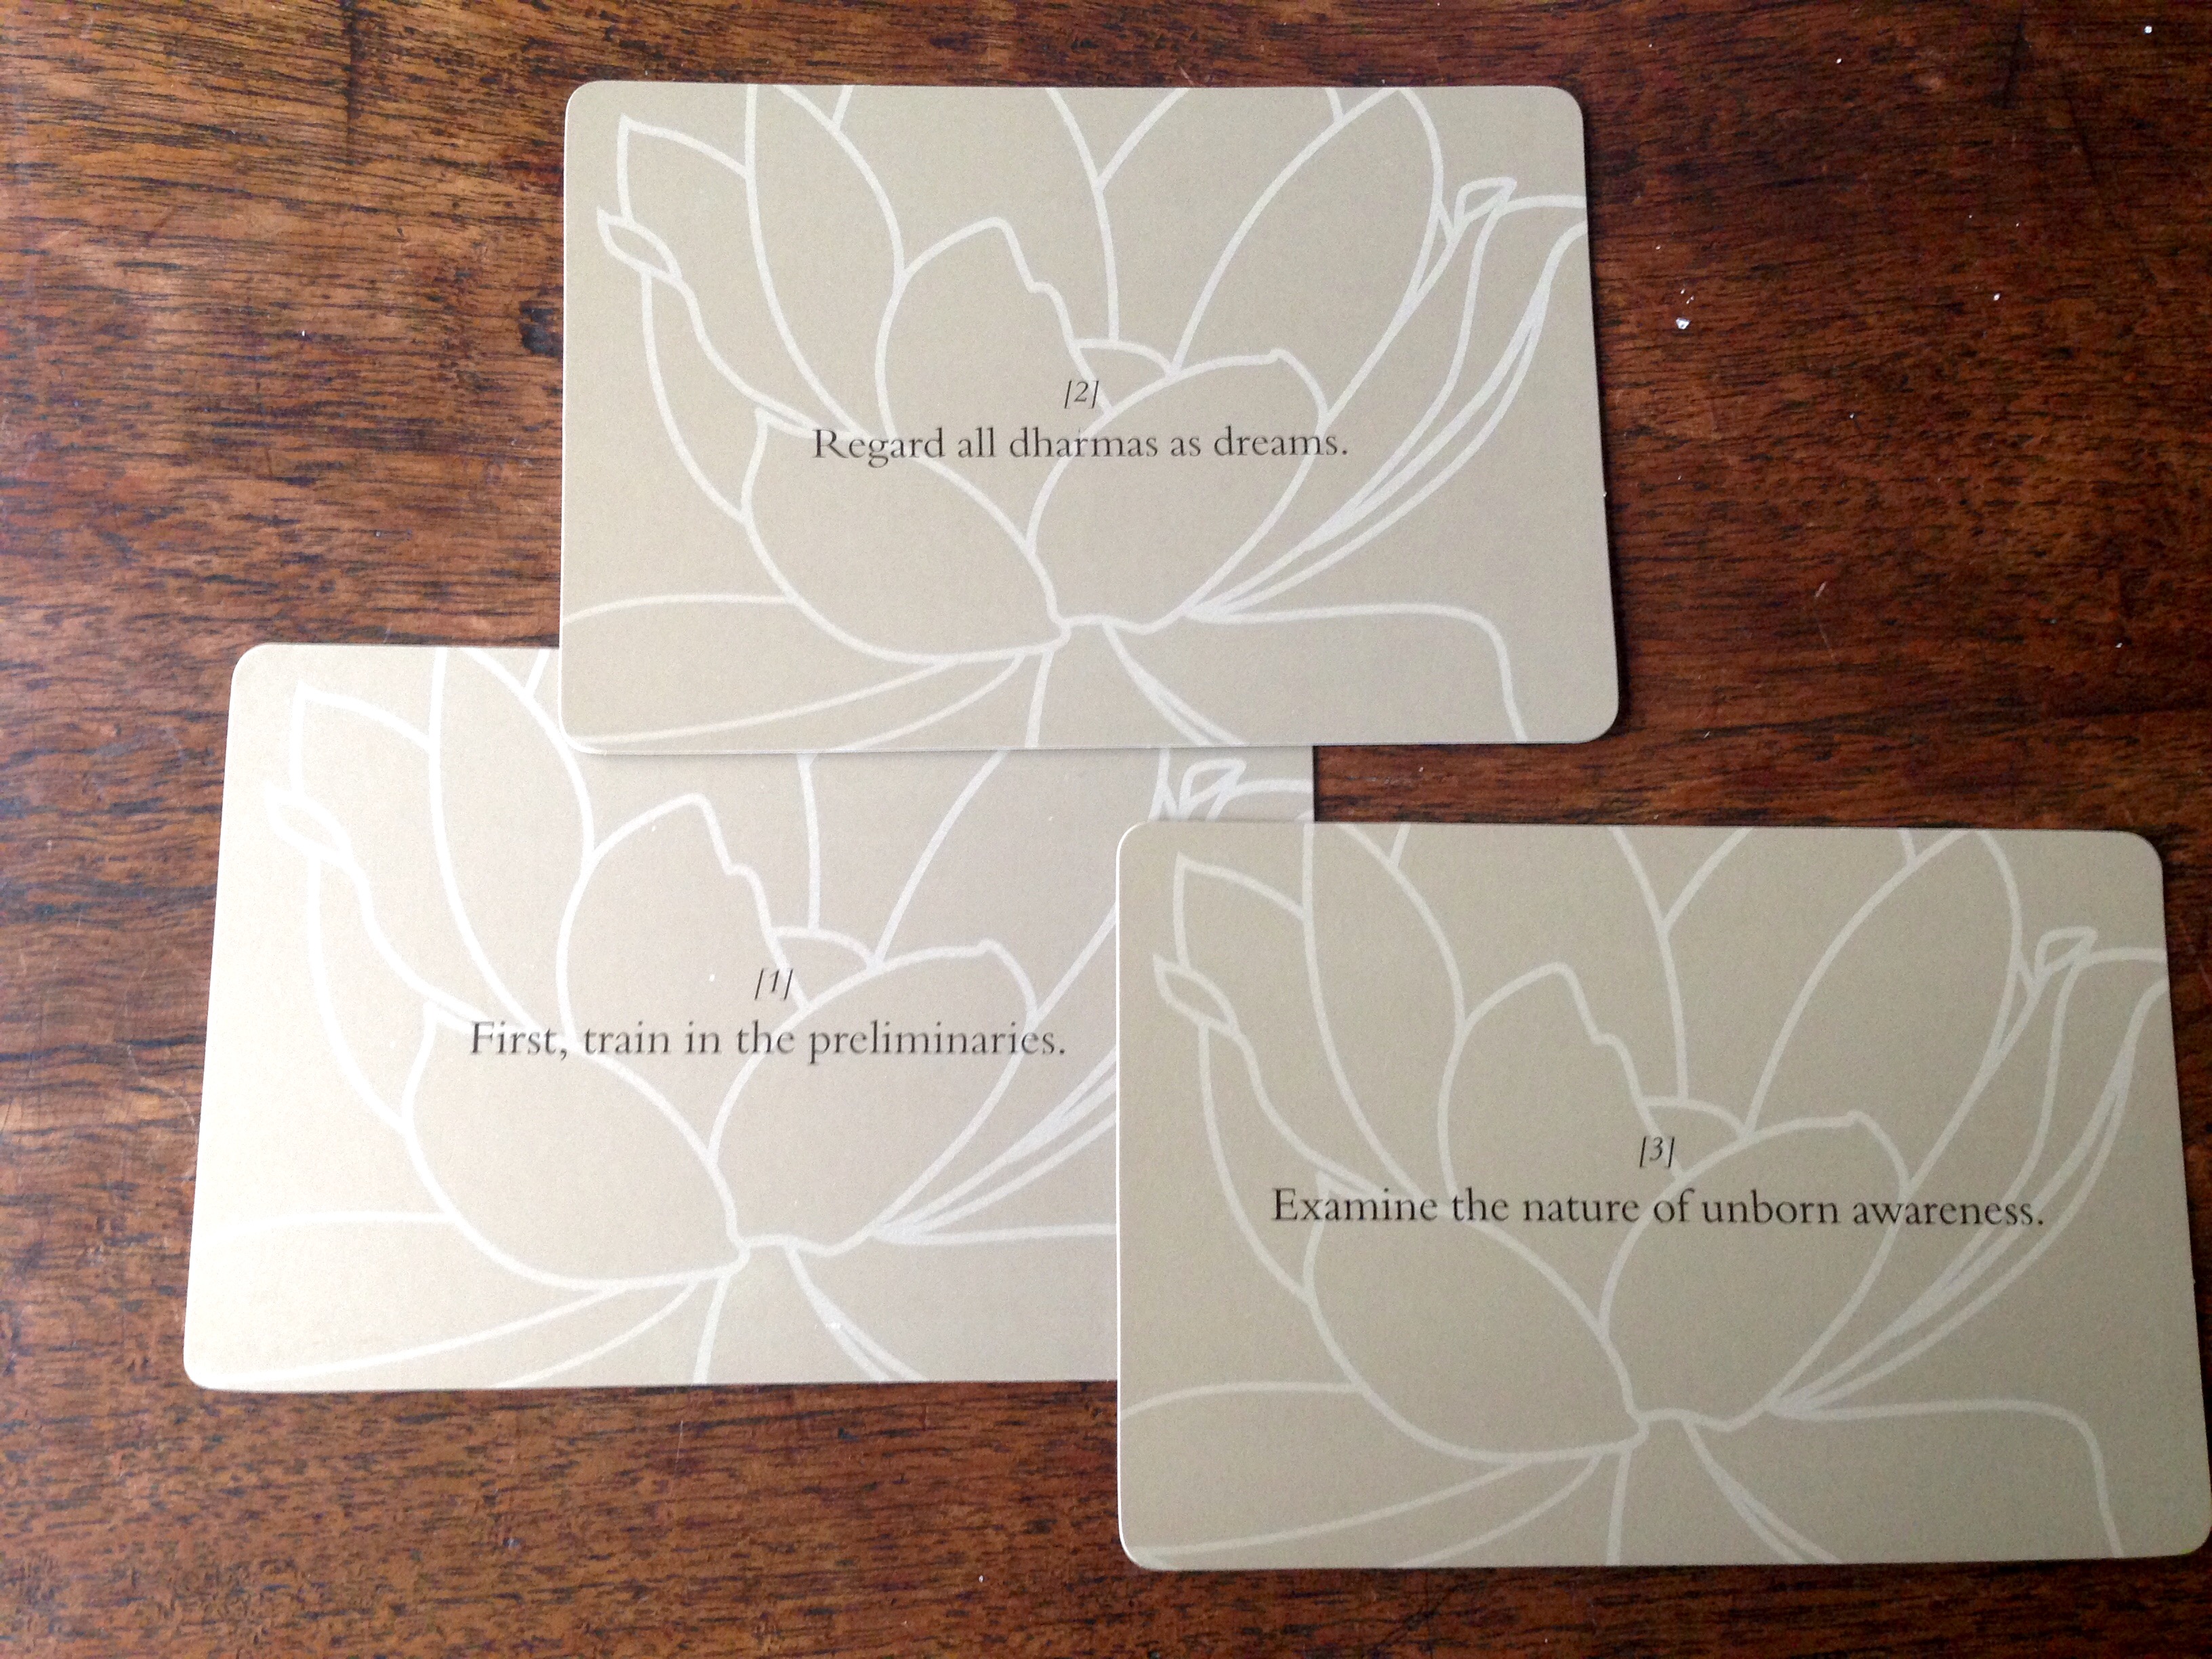 [2]
Regard all dharmas as dreams.
[1]
First, train in the preliminaries.
[3]
Examine the nature of unborn awareness.